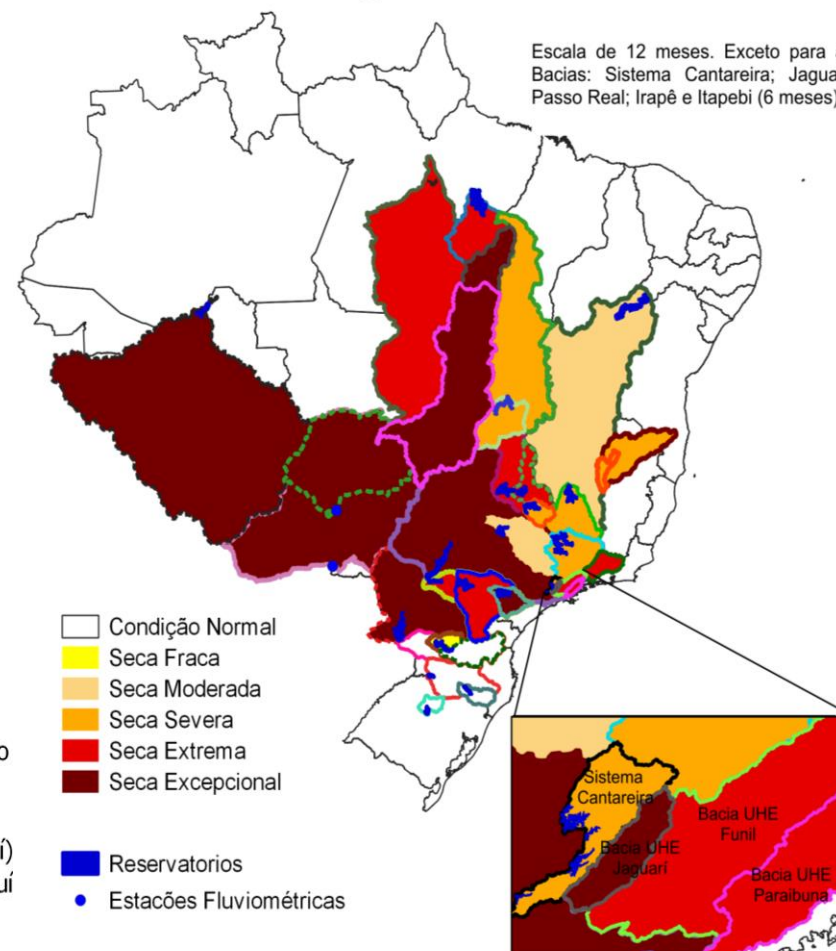 Escala de 12 meses. Exceto para
Bacias: Sistema Cantareira;
Passo Real; Irapê e Itapebi (6 meses)
Condição Normal
Seca Fraca
Seca Moderada
Seca Severa
Seca Extrema
Seca Excepcional
Reservatorios
Estacões Fluviométricas
Sistema
Cantareira
Bacia UHE
Funil
Bacia UHE
Jaguarí
Bacia UHE
Paraibuna